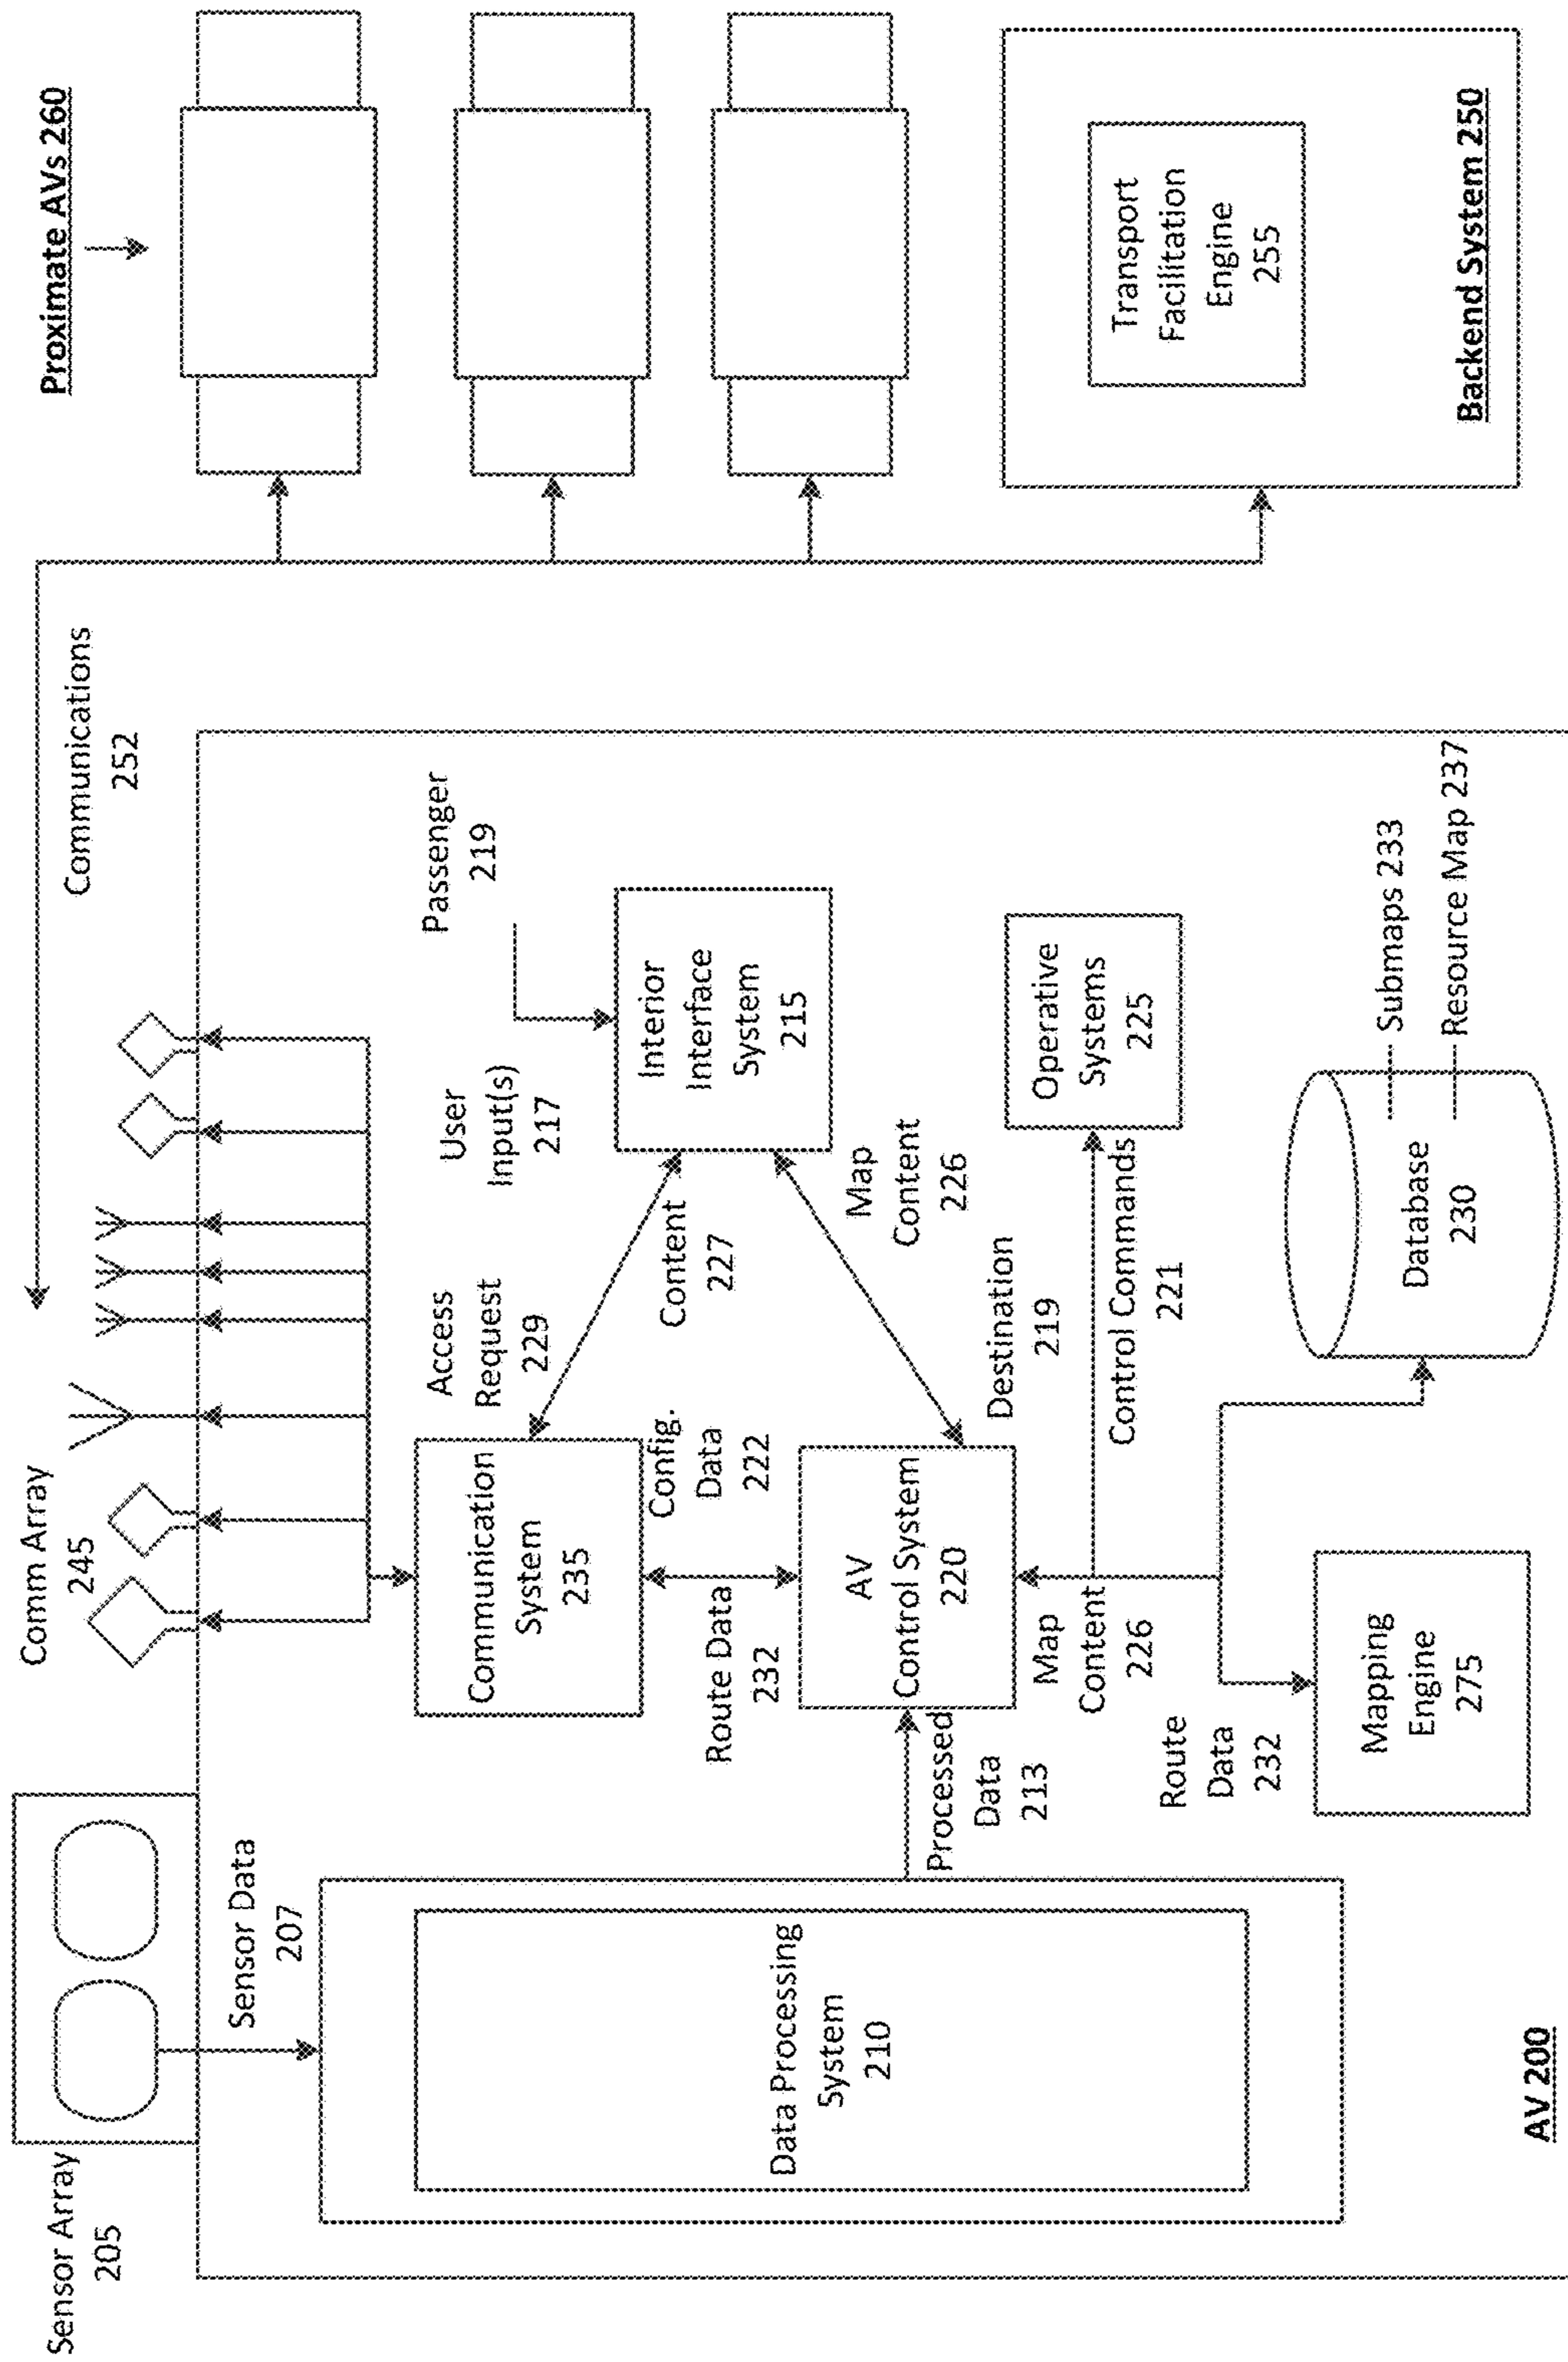 Sensor Array
205
Comm Array
245
Communications
252
Proximate AVs 260
Sensor Data
207
Data Processing
System
210
Processed
Data
213
Communication
System
235
Access
Request
229
User
Input(s)
217
Passenger
219
Content
227
Interior
Interface
System
215
Config.
Data
222
Route Data
232
AV
Control System
220
Map
Content
226
Destination
219
Control Commands
221
Operative
Systems
225
Map
Content
226
Route
Data
232
Mapping
Engine
275
Database
230
Submaps 233
Resource Map 237
AV 200
Transport
Facilitation
Engine
255
Backend System 250